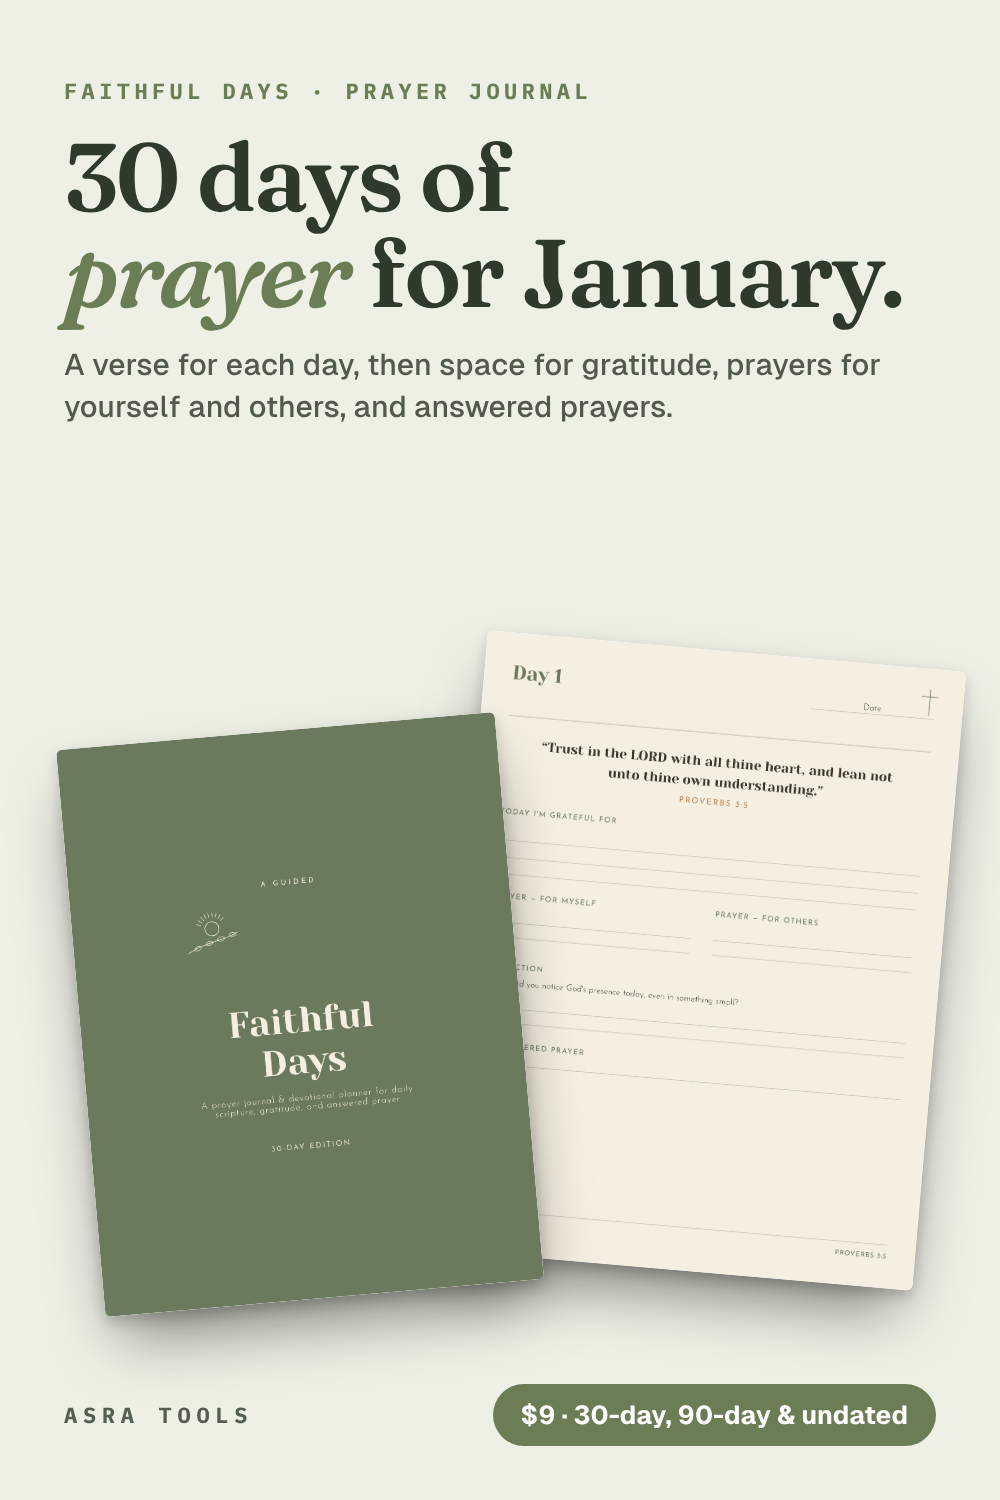 FAITHFUL DAYS · PRAYER JOURNAL
30 days of
prayer for January.
A verse for each day, then space for gratitude, prayers for
yourself and others, and answered prayers.
Day 1
Date
“Trust in the LORD with all thine heart, and lean not
unto thine own understanding.”
PROVERBS 3:5
TODAY I'M GRATEFUL FOR
FOR MYSELF
PRAYER – FOR OTHERS
you notice God's presence today, even in something small?
PRAYER
PROVERBS 3:5
A GUIDED
Faithful
Days
A prayer journal & devotional planner for daily
scripture, gratitude, and answered prayer
30-DAY EDITION
ASRA TOOLS
$9 · 30-day, 90-day & undated